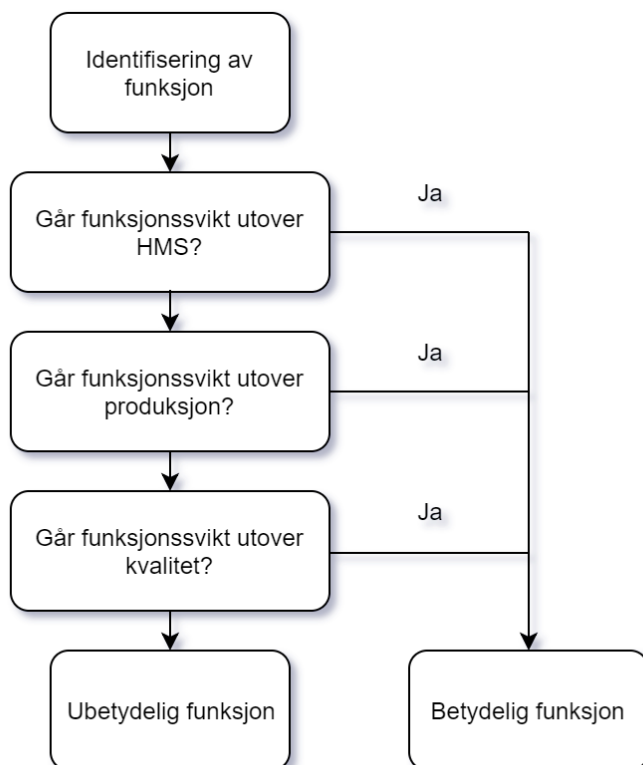 Identifisering av
funksjon
Går funksjonssvikt utover
HMS?
Ja
Går funksjonssvikt utover
produksjon?
Ja
Går funksjonssvikt utover
kvalitet?
Ja
Ubetydelig funksjon
Betydelig funksjon